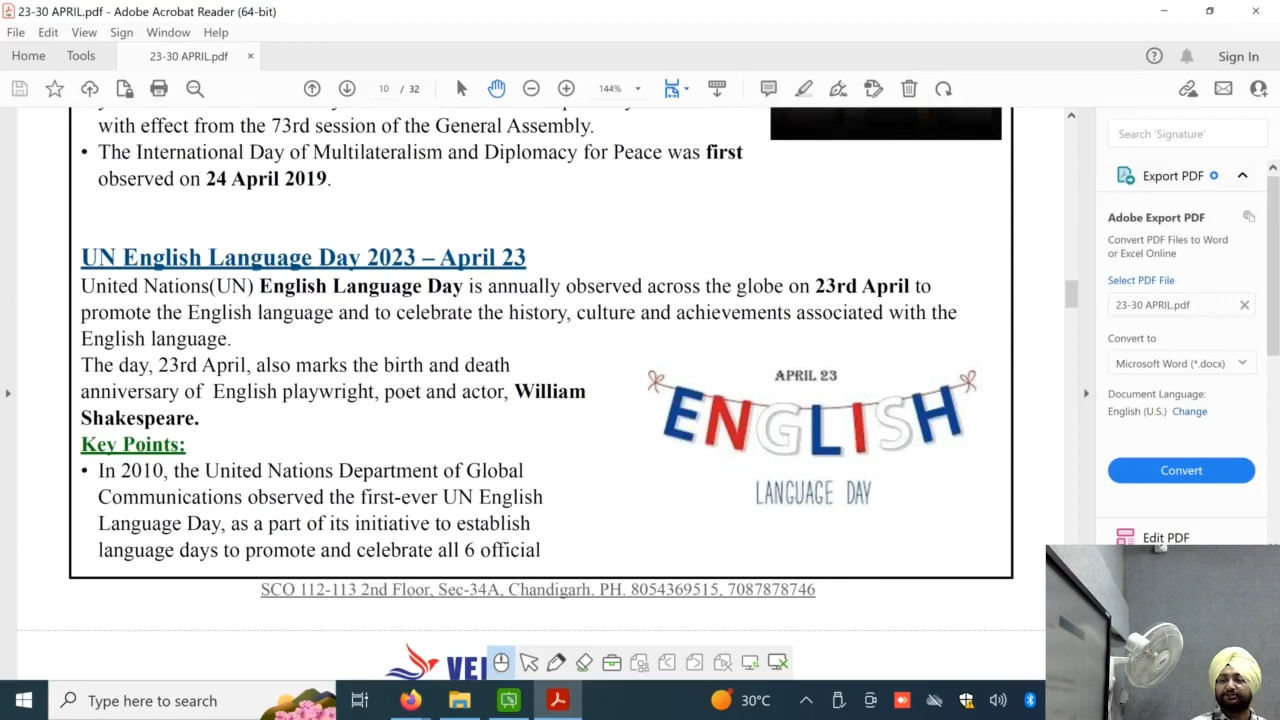 23-30 APRIL.pdf - Adobe Acrobat Reader (64-bit)
File Edit View Sign Window Help
Home Tools 23-30 APRIL.pdf × Sign In
10 / 32 144%
with effect from the 73rd session of the General Assembly.
• The International Day of Multilateralism and Diplomacy for Peace was first
observed on 24 April 2019.
UN English Language Day 2023 – April 23
United Nations(UN) English Language Day is annually observed across the globe on 23rd April to
promote the English language and to celebrate the history, culture and achievements associated with the
English language.
The day, 23rd April, also marks the birth and death
anniversary of English playwright, poet and actor, William
Shakespeare.
Key Points:
• In 2010, the United Nations Department of Global
Communications observed the first-ever UN English
Language Day, as a part of its initiative to establish
language days to promote and celebrate all 6 official
APRIL 23
ENGLISH
LANGUAGE DAY
SCO 112-113 2nd Floor, Sec-34A, Chandigarh. PH. 8054369515, 7087878746
Search 'Signature'
Export PDF
Adobe Export PDF
Convert PDF Files to Word
or Excel Online
Select PDF File
23-30 APRIL.pdf
Convert to
Microsoft Word (*.docx)
Document Language:
English (U.S.) Change
Convert
Edit PDF
Type here to search
30°C